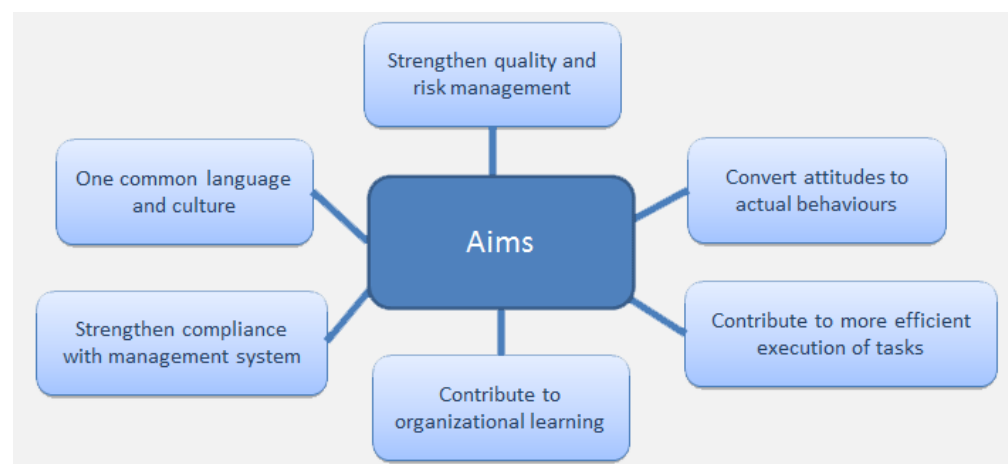 Strengthen quality and
risk management
One common language
and culture
Convert attitudes to
actual behaviours
Aims
Strengthen compliance
with management system
Contribute to more efficient
execution of tasks
Contribute to
organizational learning